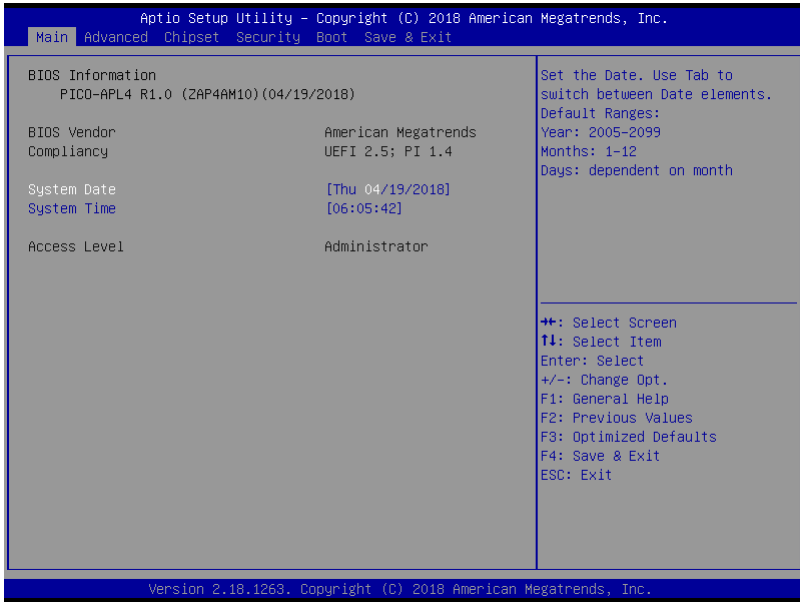 Aptio Setup Utility – Copyright (C) 2018 American Megatrends, Inc.
Main Advanced Chipset Security Boot Save & Exit
BIOS Information
PICO-APL4 R1.0 (ZAP4AM10)(04/19/2018)
BIOS Vendor American Megatrends
Compliancy UEFI 2.5; PI 1.4
System Date [Thu 04/19/2018]
System Time [06:05:42]
Access Level Administrator
Set the Date. Use Tab to
switch between Date elements.
Default Ranges:
Year: 2005-2099
Months: 1-12
Days: dependent on month
→←: Select Screen
↑↓: Select Item
Enter: Select
+/-: Change Opt.
F1: General Help
F2: Previous Values
F3: Optimized Defaults
F4: Save & Exit
ESC: Exit
Version 2.18.1263. Copyright (C) 2018 American Megatrends, Inc.